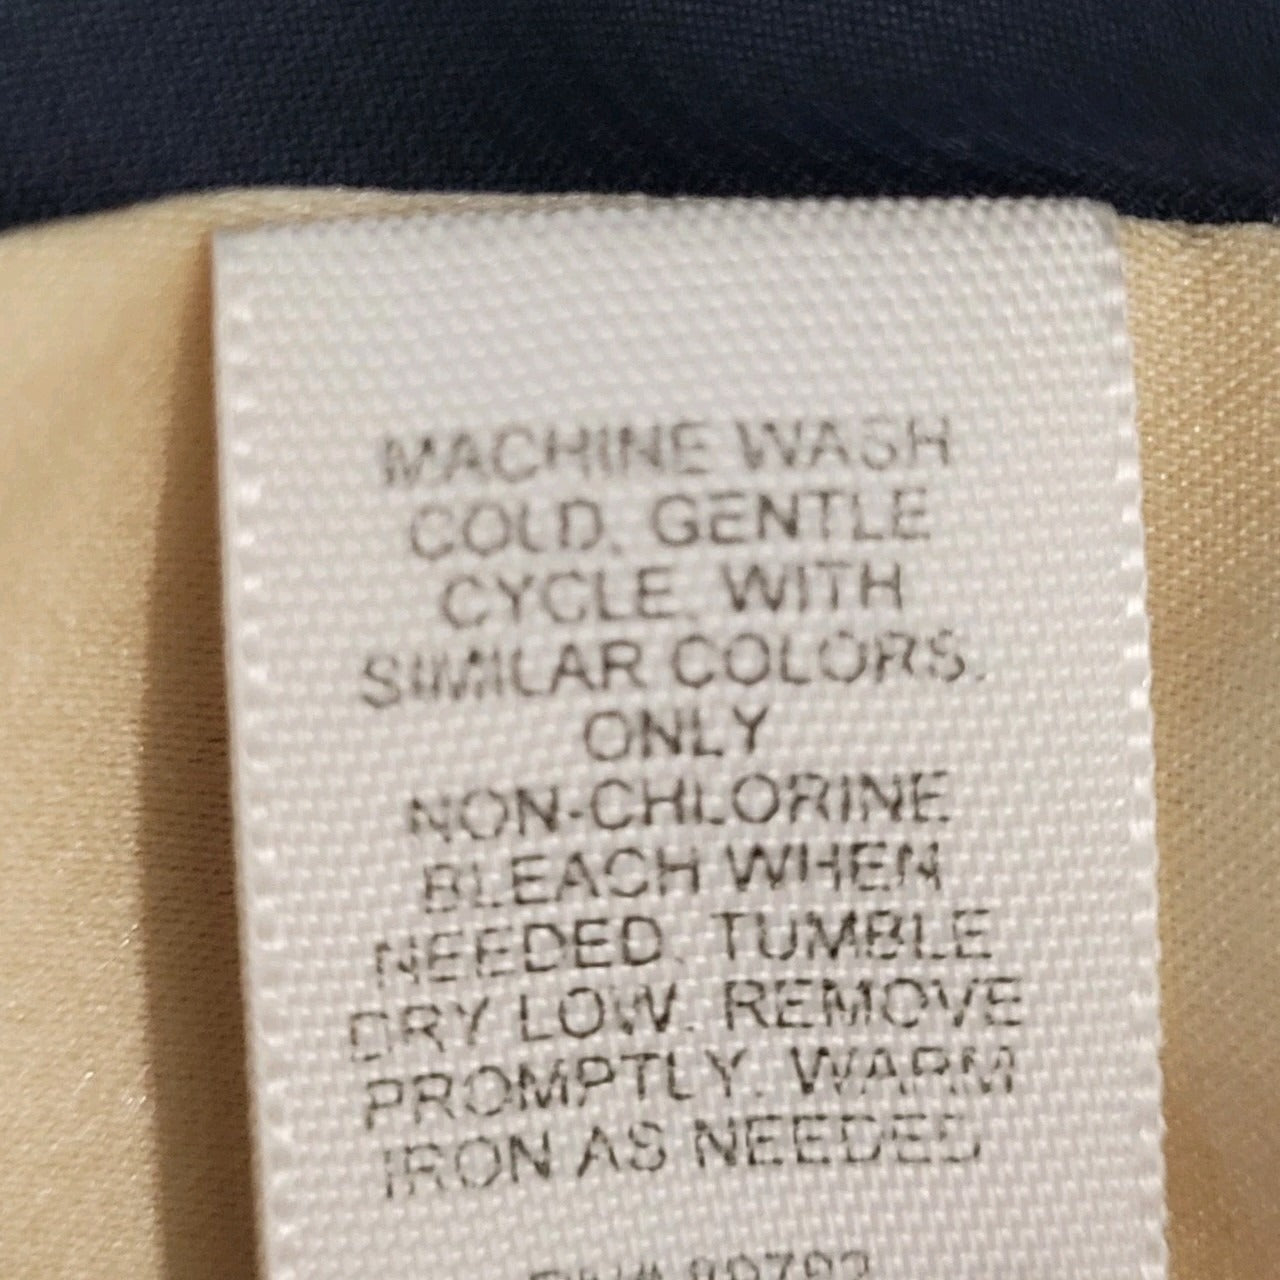 MACHINE WASH
COLD, GENTLE
CYCLE, WITH
SIMILAR COLORS.
ONLY
NON-CHLORINE
BLEACH WHEN
NEEDED. TUMBLE
DRY LOW. REMOVE
PROMPTLY. WARM
IRON AS NEEDED